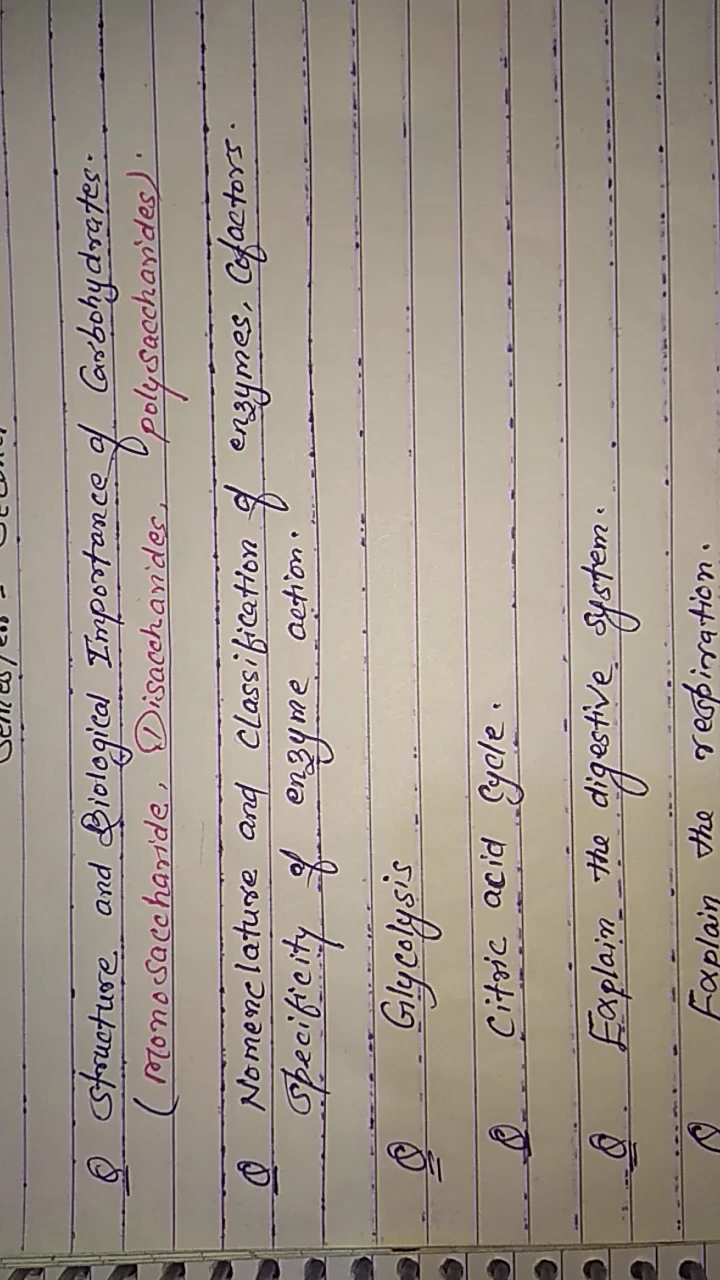 Q Structure and Biological Importance of Carbohydrates.
(Monosaccharide, Disaccharides, polysaccharides).
Q Nomenclature and Classification of enzymes, Cofactors.
Specificity of enzyme action.
Q Glycolysis
Q Citric acid Cycle.
Q Explain the digestive system.
Q Explain the respiration.